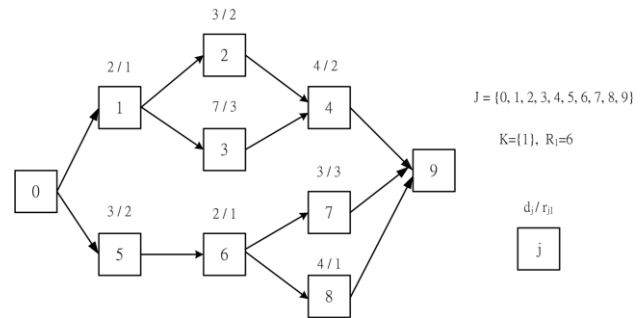 3 / 2
2 / 1
2
4 / 2
1
7 / 3
4
J = {0, 1, 2, 3, 4, 5, 6, 7, 8, 9}
3
K={1}, R₁=6
0
9
3 / 2
2 / 1
3 / 3
dⱼ/ rⱼ₁
5
6
7
4 / 1
j
8